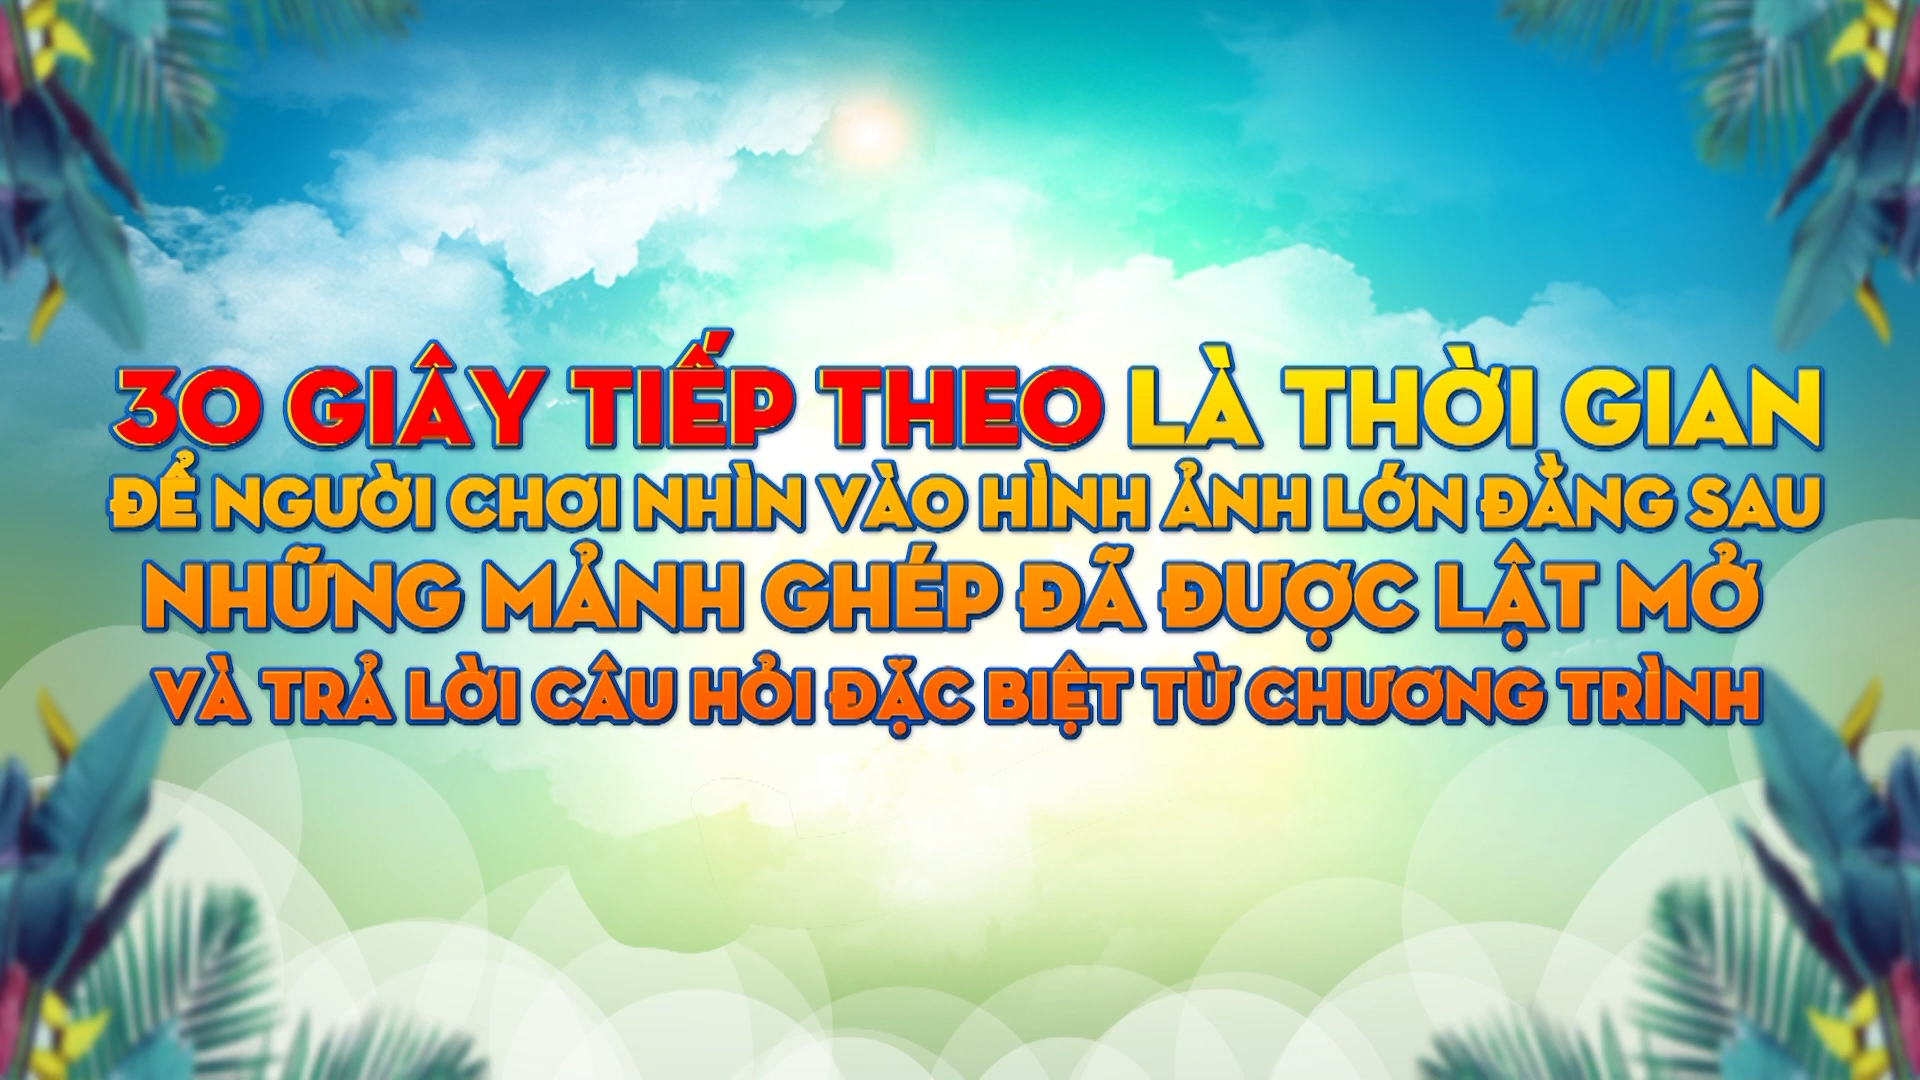 30 GIÂY TIẾP THEO LÀ THỜI GIAN
ĐỂ NGƯỜI CHƠI NHÌN VÀO HÌNH ẢNH LỚN ĐẰNG SAU
NHỮNG MẢNH GHÉP ĐÃ ĐƯỢC LẬT MỞ
VÀ TRẢ LỜI CÂU HỎI ĐẶC BIỆT TỪ CHƯƠNG TRÌNH